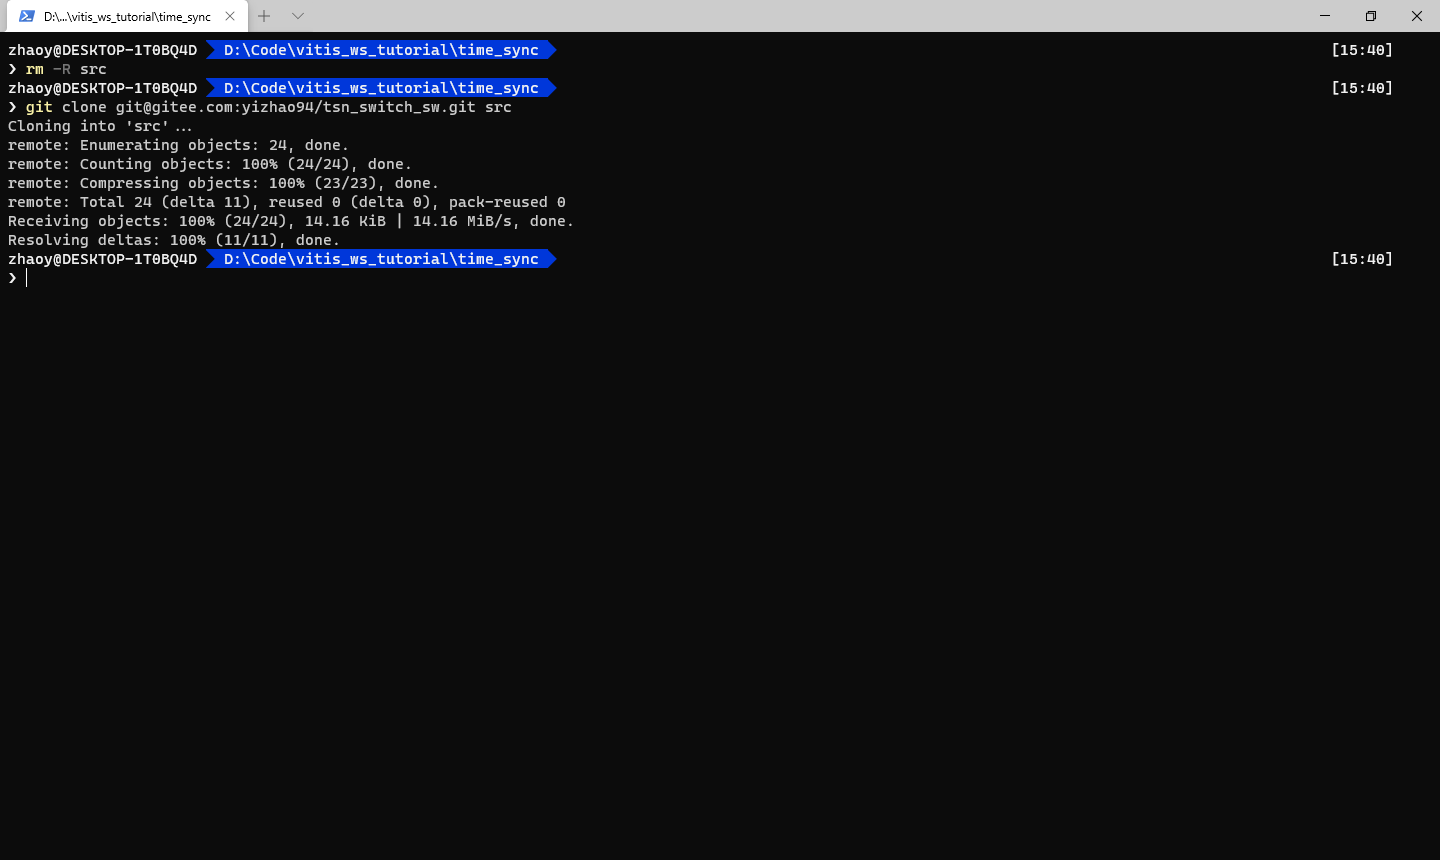 D:\...\vitis_ws_tutorial\time_sync
zhaoy@DESKTOP-1T0BQ4D D:\Code\vitis_ws_tutorial\time_sync [15:40]
❯ rm -R src
zhaoy@DESKTOP-1T0BQ4D D:\Code\vitis_ws_tutorial\time_sync [15:40]
❯ git clone git@gitee.com:yizhao94/tsn_switch_sw.git src
Cloning into 'src'...
remote: Enumerating objects: 24, done.
remote: Counting objects: 100% (24/24), done.
remote: Compressing objects: 100% (23/23), done.
remote: Total 24 (delta 11), reused 0 (delta 0), pack-reused 0
Receiving objects: 100% (24/24), 14.16 KiB | 14.16 MiB/s, done.
Resolving deltas: 100% (11/11), done.
zhaoy@DESKTOP-1T0BQ4D D:\Code\vitis_ws_tutorial\time_sync [15:40]
❯